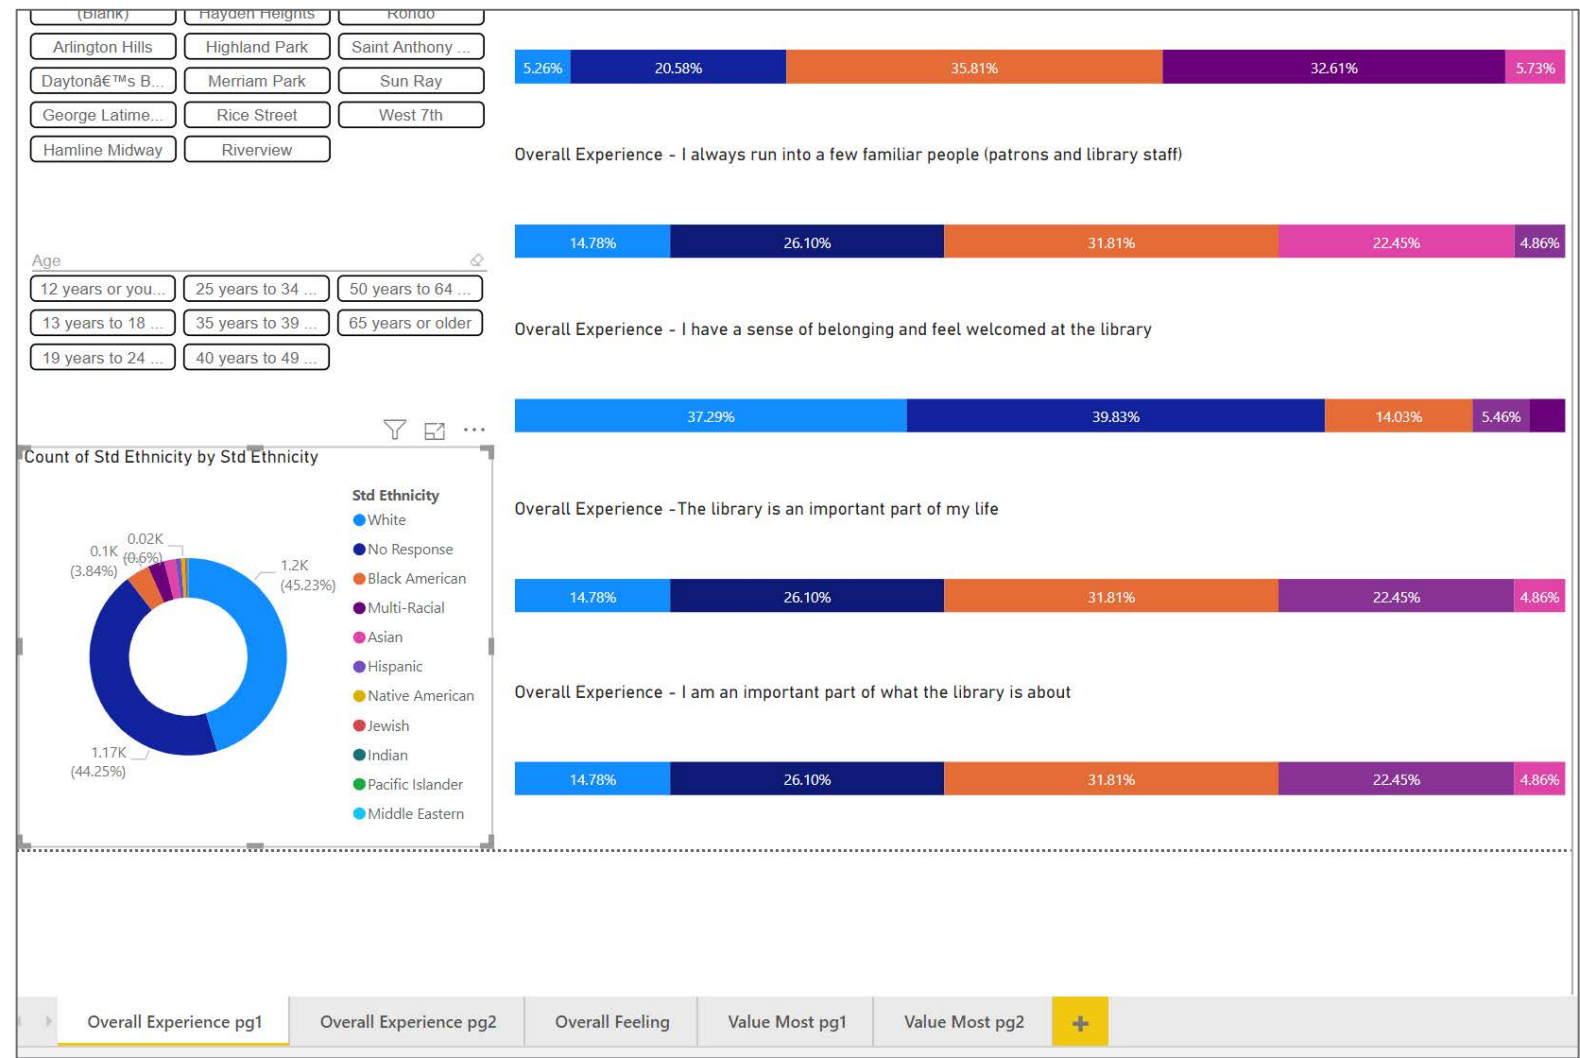 (Blank)
Hayden Heights
Rondo
Arlington Hills
Highland Park
Saint Anthony ...
Daytonâ€™s B...
Merriam Park
Sun Ray
George Latime...
Rice Street
West 7th
Hamline Midway
Riverview
Age
12 years or you...
25 years to 34 ...
50 years to 64 ...
13 years to 18 ...
35 years to 39 ...
65 years or older
19 years to 24 ...
40 years to 49 ...
Count of Std Ethnicity by Std Ethnicity
0.02K
(0.6%)
0.1K
(3.84%)
1.2K
(45.23%)
1.17K
(44.25%)
Std Ethnicity
White
No Response
Black American
Multi-Racial
Asian
Hispanic
Native American
Jewish
Indian
Pacific Islander
Middle Eastern
5.26% 20.58% 35.81% 32.61% 5.73%
Overall Experience - I always run into a few familiar people (patrons and library staff)
14.78% 26.10% 31.81% 22.45% 4.86%
Overall Experience - I have a sense of belonging and feel welcomed at the library
37.29% 39.83% 14.03% 5.46%
Overall Experience -The library is an important part of my life
14.78% 26.10% 31.81% 22.45% 4.86%
Overall Experience - I am an important part of what the library is about
14.78% 26.10% 31.81% 22.45% 4.86%
Overall Experience pg1
Overall Experience pg2
Overall Feeling
Value Most pg1
Value Most pg2
+